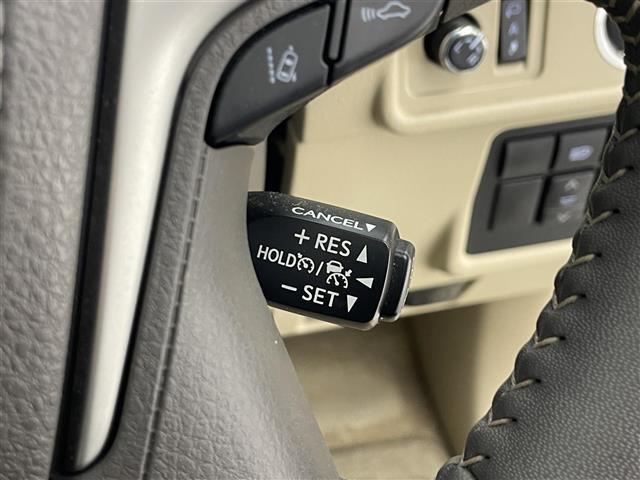 CANCEL▼
+ RES ▲
HOLD / ◀
− SET ▼